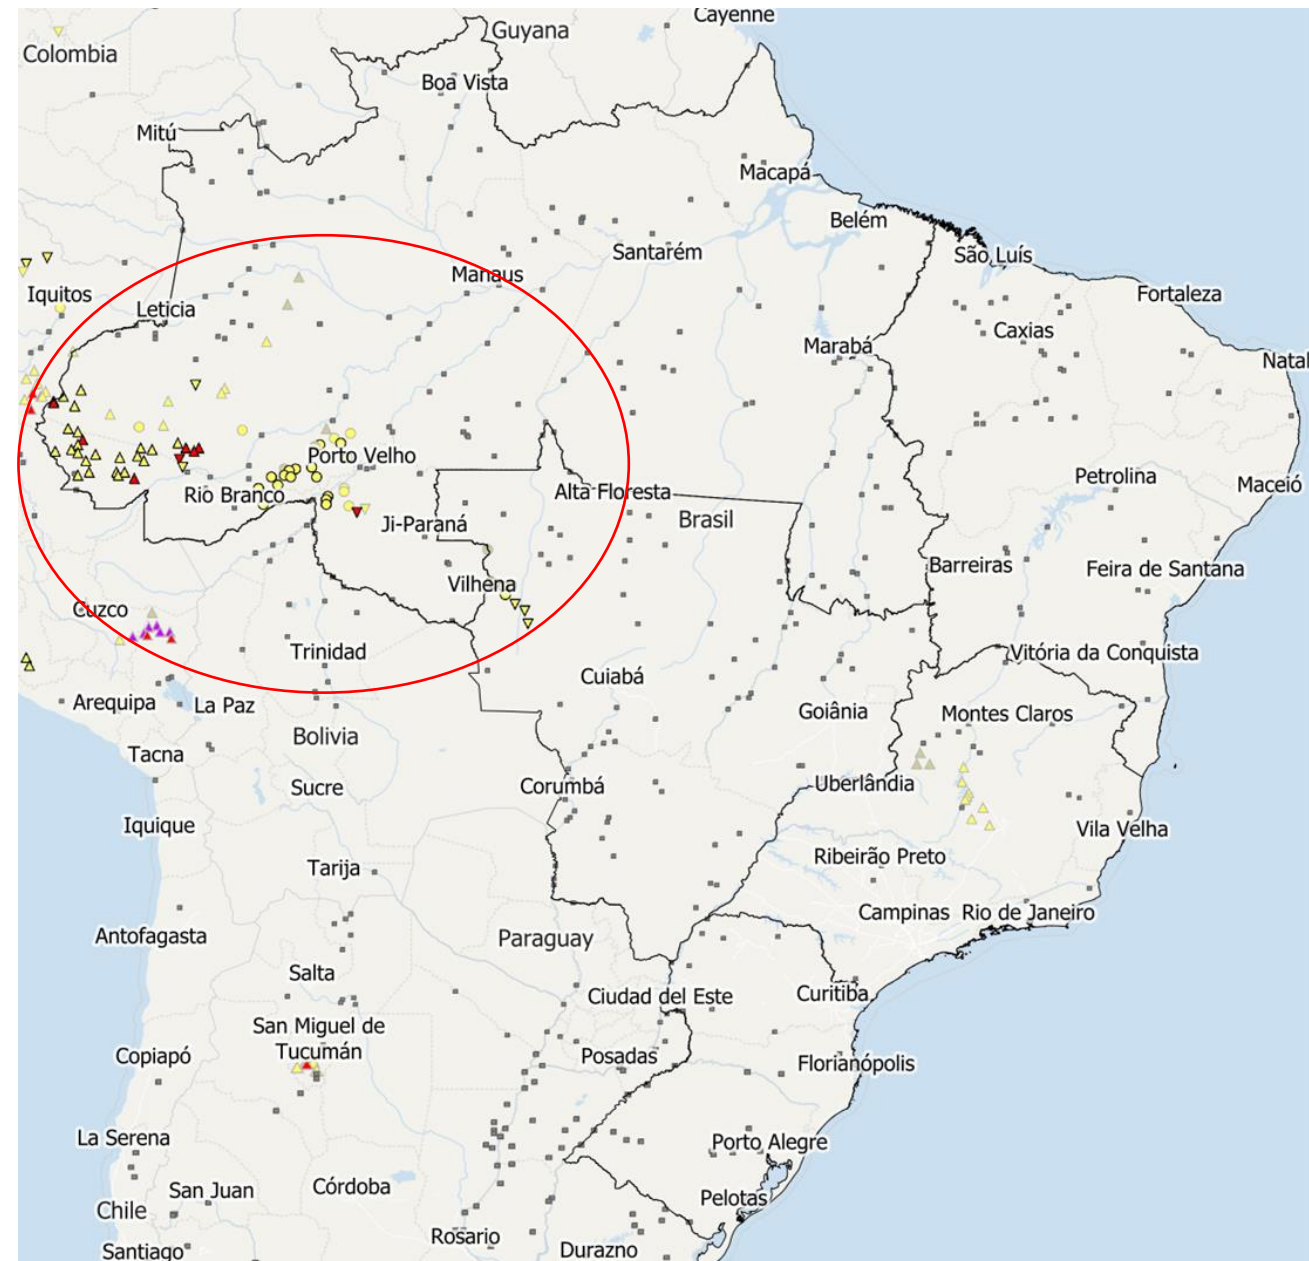 Cayenne
Guyana
Colombia
Boa Vista
Mitú
Macapá
Belém
Santarém
São Luís
Manaus
Iquitos
Fortaleza
Leticia
Caxias
Marabá
Natal
Porto Velho
Petrolina
Maceió
Rio Branco
Alta Floresta
Brasil
Ji-Paraná
Barreiras
Feira de Santana
Vilhena
Cuzco
Trinidad
Vitória da Conquista
Cuiabá
Arequipa
La Paz
Goiânia
Montes Claros
Bolivia
Tacna
Sucre
Corumbá
Uberlândia
Iquique
Vila Velha
Ribeirão Preto
Tarija
Campinas
Rio de Janeiro
Antofagasta
Paraguay
Salta
Ciudad del Este
Curitiba
San Miguel de
Tucumán
Copiapó
Posadas
Florianópolis
La Serena
Porto Alegre
San Juan
Córdoba
Pelotas
Chile
Rosario
Santiago
Durazno